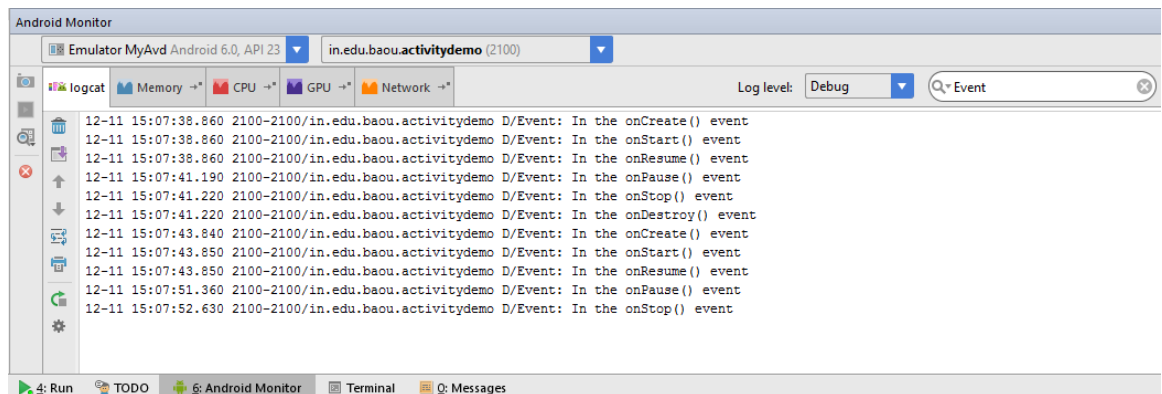 Android Monitor
Emulator MyAvd Android 6.0, API 23 in.edu.baou.activitydemo (2100)
logcat Memory CPU GPU Network Log level: Debug Event
12-11 15:07:38.860 2100-2100/in.edu.baou.activitydemo D/Event: In the onCreate() event
12-11 15:07:38.860 2100-2100/in.edu.baou.activitydemo D/Event: In the onStart() event
12-11 15:07:38.860 2100-2100/in.edu.baou.activitydemo D/Event: In the onResume() event
12-11 15:07:41.190 2100-2100/in.edu.baou.activitydemo D/Event: In the onPause() event
12-11 15:07:41.220 2100-2100/in.edu.baou.activitydemo D/Event: In the onStop() event
12-11 15:07:41.220 2100-2100/in.edu.baou.activitydemo D/Event: In the onDestroy() event
12-11 15:07:43.840 2100-2100/in.edu.baou.activitydemo D/Event: In the onCreate() event
12-11 15:07:43.850 2100-2100/in.edu.baou.activitydemo D/Event: In the onStart() event
12-11 15:07:43.850 2100-2100/in.edu.baou.activitydemo D/Event: In the onResume() event
12-11 15:07:51.360 2100-2100/in.edu.baou.activitydemo D/Event: In the onPause() event
12-11 15:07:52.630 2100-2100/in.edu.baou.activitydemo D/Event: In the onStop() event
4: Run TODO 6: Android Monitor Terminal 0: Messages